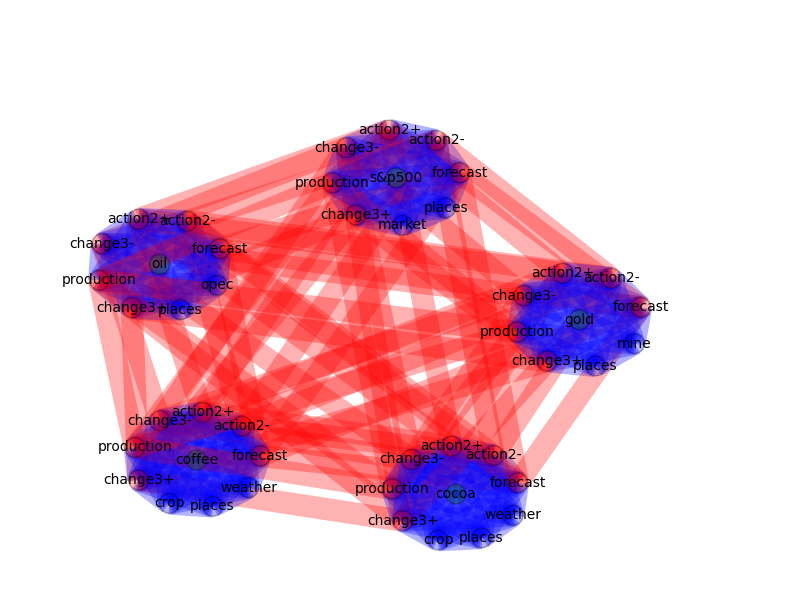 action2+
action2-
change3-
forecast
s&p500
production
places
change3+
market
action2+
action2-
change3-
forecast
oil
production
opec
change3+
places
action2+
action2-
change3-
forecast
gold
production
mine
change3+
places
action2+
change3-
action2-
production
forecast
coffee
change3+
weather
crop
places
action2+
action2-
change3-
forecast
production
cocoa
weather
change3+
crop
places